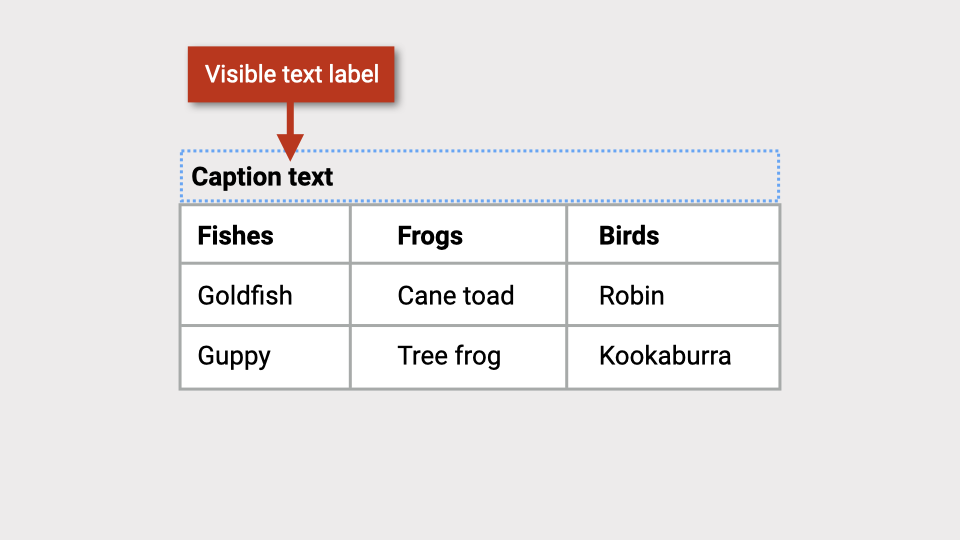 Visible text label
Caption text
Fishes Frogs Birds
Goldfish Cane toad Robin
Guppy Tree frog Kookaburra